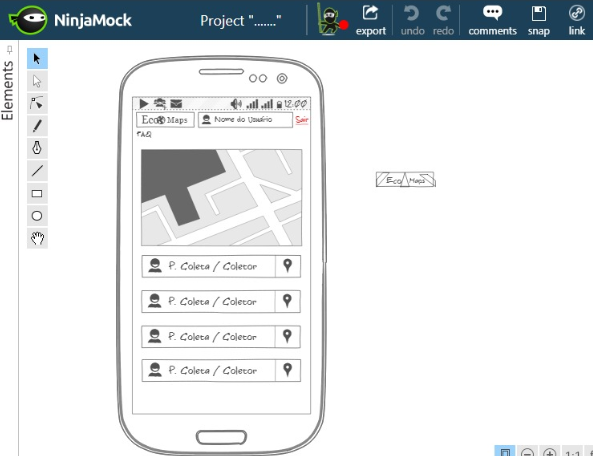 NinjaMock
Project "......."
export
undo
redo
comments
snap
link
Elements
12:00
Eco Maps
Nome do Usuário
Sair
FAQ
Eco Maps
P. Coleta / Coletor
P. Coleta / Coletor
P. Coleta / Coletor
P. Coleta / Coletor
1:1